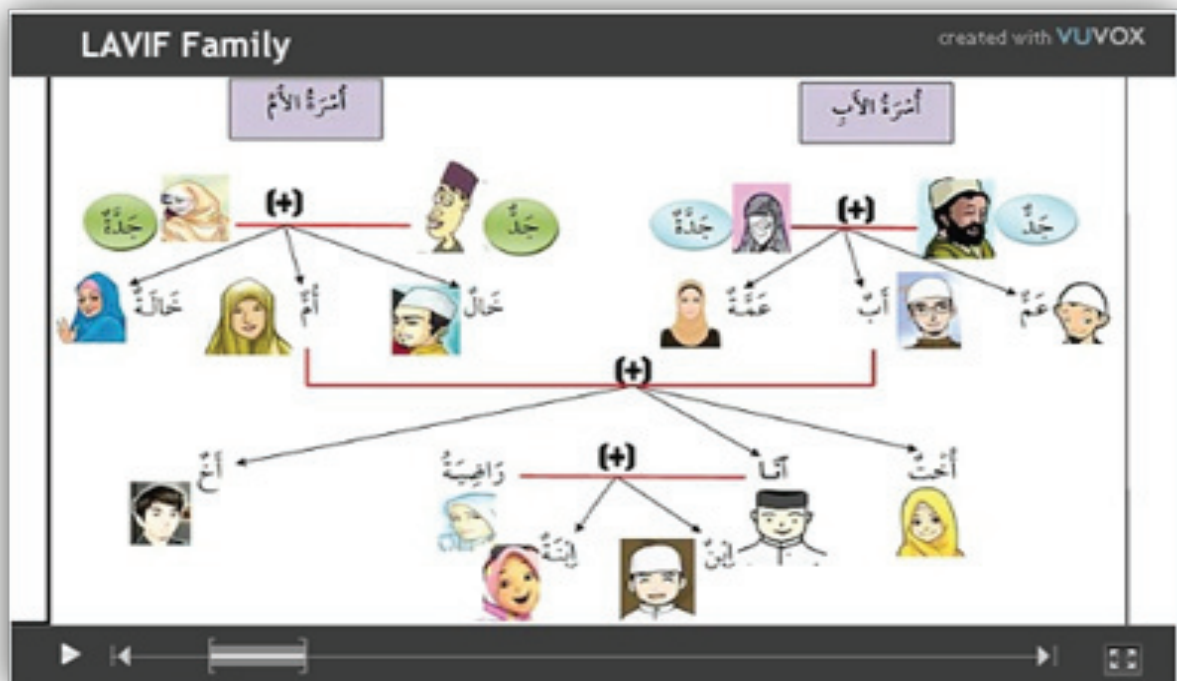 LAVIF Family
created with VUVOX
أُسْرَةُ الأَبِ
أُسْرَةُ الأُمِّ
جَدٌّ
(+)
جَدَّةٌ
جَدٌّ
(+)
جَدَّةٌ
عَمٌّ
أَبٌ
عَمَّةٌ
خَالٌ
أُمٌّ
خَالَةٌ
(+)
أُخْتٌ
أَنَا
(+)
رَاضِيَةٌ
أَخٌ
اِبْنٌ
اِبْنَةٌ